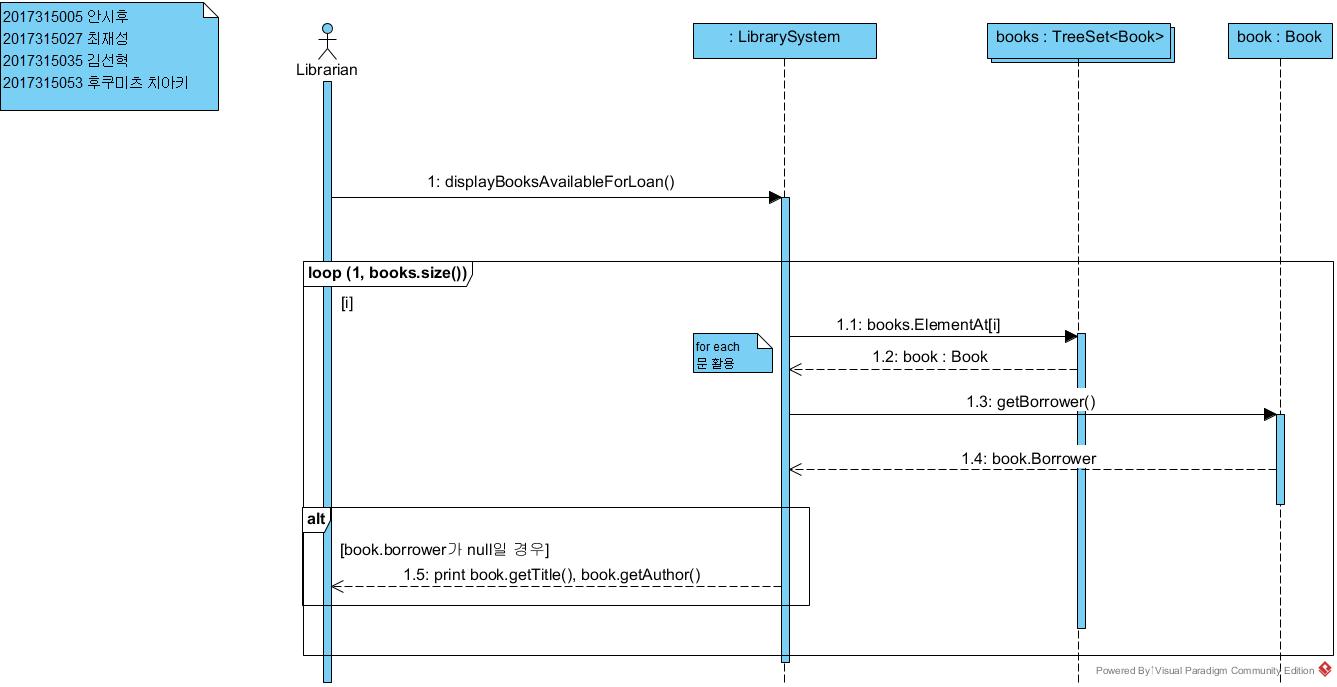 2017315005 안시후
2017315027 최재성
2017315035 김선혁
2017315053 후쿠미츠 치아키
Librarian
: LibrarySystem
books : TreeSet<Book>
book : Book
1: displayBooksAvailableForLoan()
loop (1, books.size())
[i]
1.1: books.ElementAt[i]
for each
문 활용
1.2: book : Book
1.3: getBorrower()
1.4: book.Borrower
alt
[book.borrower가 null일 경우]
1.5: print book.getTitle(), book.getAuthor()
Powered By Visual Paradigm Community Edition